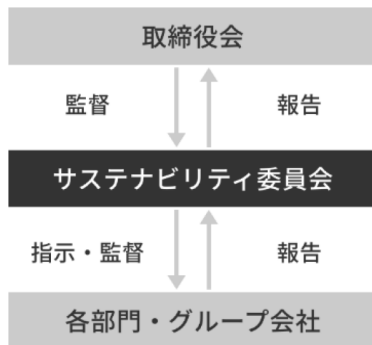 取締役会
監督 報告
サステナビリティ委員会
指示・監督 報告
各部門・グループ会社